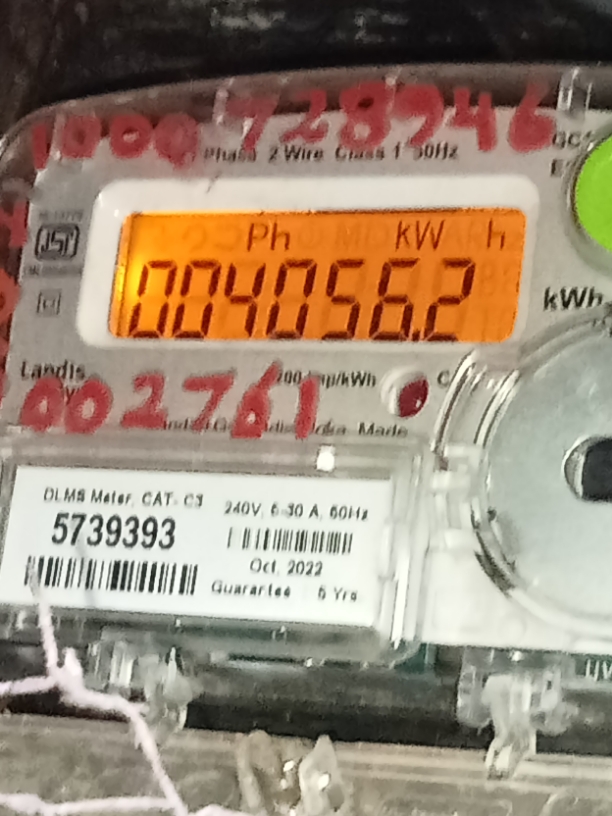 1000728946
Phase 2 Wire Class 1 50Hz
Ph kW h
004056.2
kWh
Landis
002761
DLMS Meter, CAT- C3
5739393
240V, 5-30 A, 50Hz
Oct. 2022
Guarantee 5 Yrs